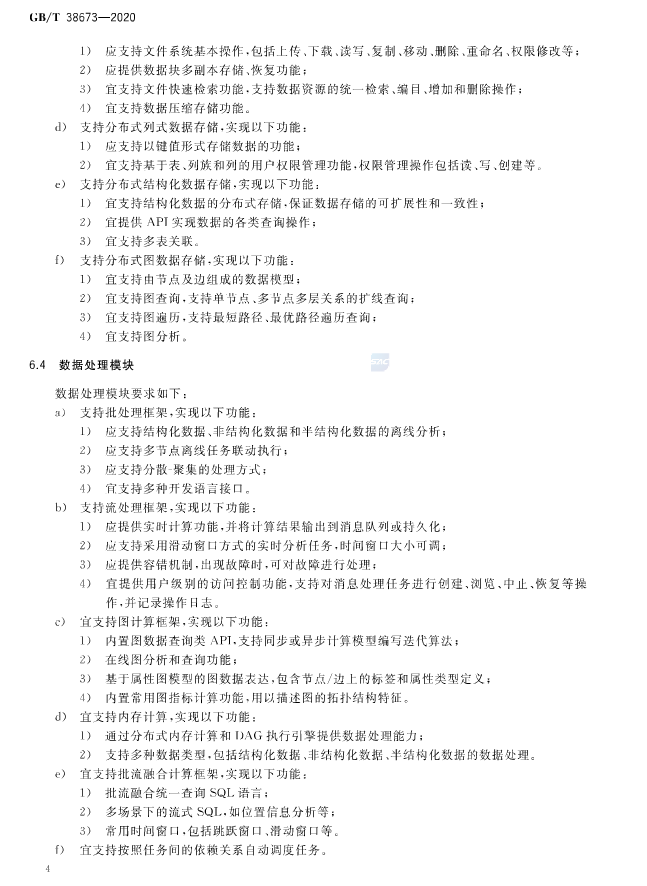 GB/T 38673—2020
1) 应支持文件系统基本操作,包括上传、下载、读写、复制、移动、删除、重命名、权限修改等;
2) 应提供数据块多副本存储、恢复功能;
3) 宜支持文件快速检索功能,支持数据资源的统一检索、编目、增加和删除操作;
4) 宜支持数据压缩存储功能。
d) 支持分布式列式数据存储,实现以下功能:
1) 应支持以键值形式存储数据的功能;
2) 宜支持基于表、列族和列的用户权限管理功能,权限管理操作包括读、写、创建等。
e) 支持分布式结构化数据存储,实现以下功能:
1) 宜支持结构化数据的分布式存储,保证数据存储的可扩展性和一致性;
2) 宜提供 API 实现数据的各类查询操作;
3) 宜支持多表关联。
f) 支持分布式图数据存储,实现以下功能:
1) 宜支持由节点及边组成的数据模型;
2) 宜支持图查询,支持单节点、多节点多层关系的扩线查询;
3) 宜支持图遍历,支持最短路径、最优路径遍历查询;
4) 宜支持图分析。
6.4 数据处理模块
SAC
数据处理模块要求如下:
a) 支持批处理框架,实现以下功能:
1) 应支持结构化数据、非结构化数据和半结构化数据的离线分析;
2) 应支持多节点离线任务联动执行;
3) 应支持分散-聚集的处理方式;
4) 宜支持多种开发语言接口。
b) 支持流处理框架,实现以下功能:
1) 应提供实时计算功能,并将计算结果输出到消息队列或持久化;
2) 应支持采用滑动窗口方式的实时分析任务,时间窗口大小可调;
3) 应提供容错机制,出现故障时,可对故障进行处理;
4) 宜提供用户级别的访问控制功能,支持对消息处理任务进行创建、浏览、中止、恢复等操
作,并记录操作日志。
c) 宜支持图计算框架,实现以下功能:
1) 内置图数据查询类 API,支持同步或异步计算模型编写迭代算法;
2) 在线图分析和查询功能;
3) 基于属性图模型的图数据表达,包含节点/边上的标签和属性类型定义;
4) 内置常用图指标计算功能,用以描述图的拓扑结构特征。
d) 宜支持内存计算,实现以下功能:
1) 通过分布式内存计算和 DAG 执行引擎提供数据处理能力;
2) 支持多种数据类型,包括结构化数据、非结构化数据、半结构化数据的数据处理。
e) 宜支持批流融合计算框架,实现以下功能:
1) 批流融合统一查询 SQL 语言;
2) 多场景下的流式 SQL,如位置信息分析等;
3) 常用时间窗口,包括跳跃窗口、滑动窗口等。
f) 宜支持按照任务间的依赖关系自动调度任务。
4